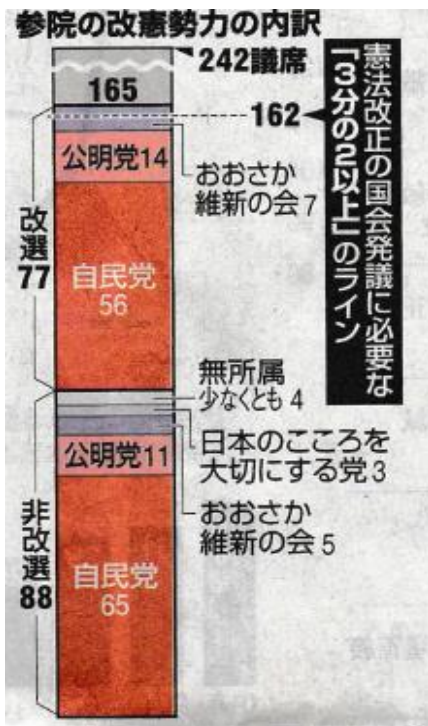 参院の改憲勢力の内訳
242議席
165
162
憲法改正の国会発議に必要な
「3分の2以上」のライン
公明党14
おおさか
維新の会7
改選
77
自民党
56
無所属
少なくとも4
日本のこころを
大切にする党3
公明党11
おおさか
維新の会5
非改選
88
自民党
65